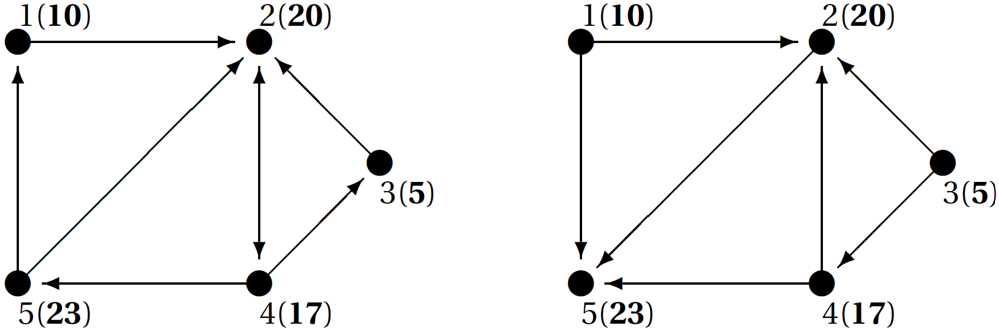 1(10) 2(20) 1(10) 2(20)
3(5) 3(5)
5(23) 4(17) 5(23) 4(17)